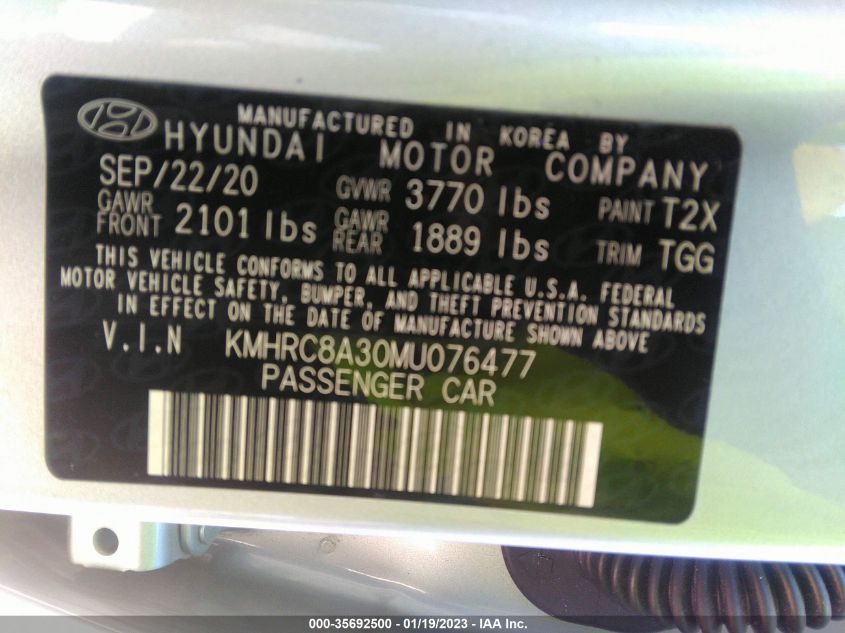 MANUFACTURED IN KOREA BY
HYUNDAI MOTOR COMPANY
SEP/22/20 GVWR 3770 lbs PAINT T2X
GAWR FRONT 2101 lbs GAWR REAR 1889 lbs TRIM TGG
THIS VEHICLE CONFORMS TO ALL APPLICABLE U.S.A. FEDERAL
MOTOR VEHICLE SAFETY, BUMPER, AND THEFT PREVENTION STANDARDS
IN EFFECT ON THE DATE OF MANUFACTURE SHOWN ABOVE
V.I.N KMHRC8A30MU076477
PASSENGER CAR
000-35692500 - 01/19/2023 - IAA Inc.